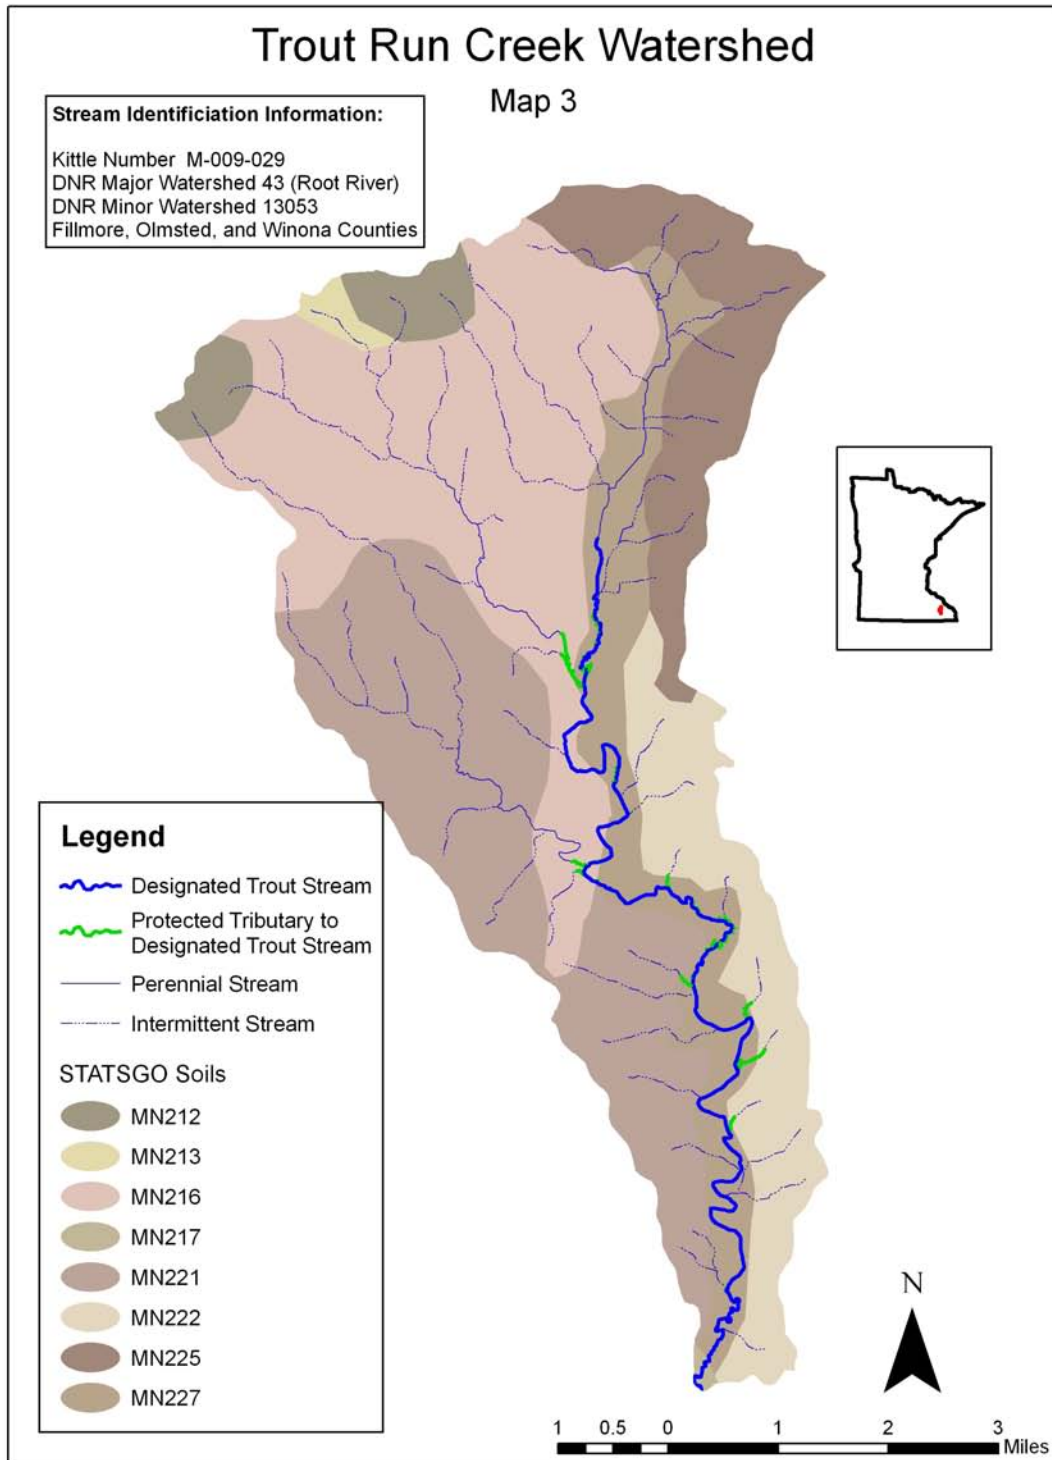 Trout Run Creek Watershed
Map 3
Stream Identificiation Information:
Kittle Number M-009-029
DNR Major Watershed 43 (Root River)
DNR Minor Watershed 13053
Fillmore, Olmsted, and Winona Counties
Legend
Designated Trout Stream
Protected Tributary to
Designated Trout Stream
Perennial Stream
Intermittent Stream
STATSGO Soils
MN212
MN213
MN216
MN217
MN221
MN222
MN225
MN227
N
1 0.5 0 1 2 3
Miles